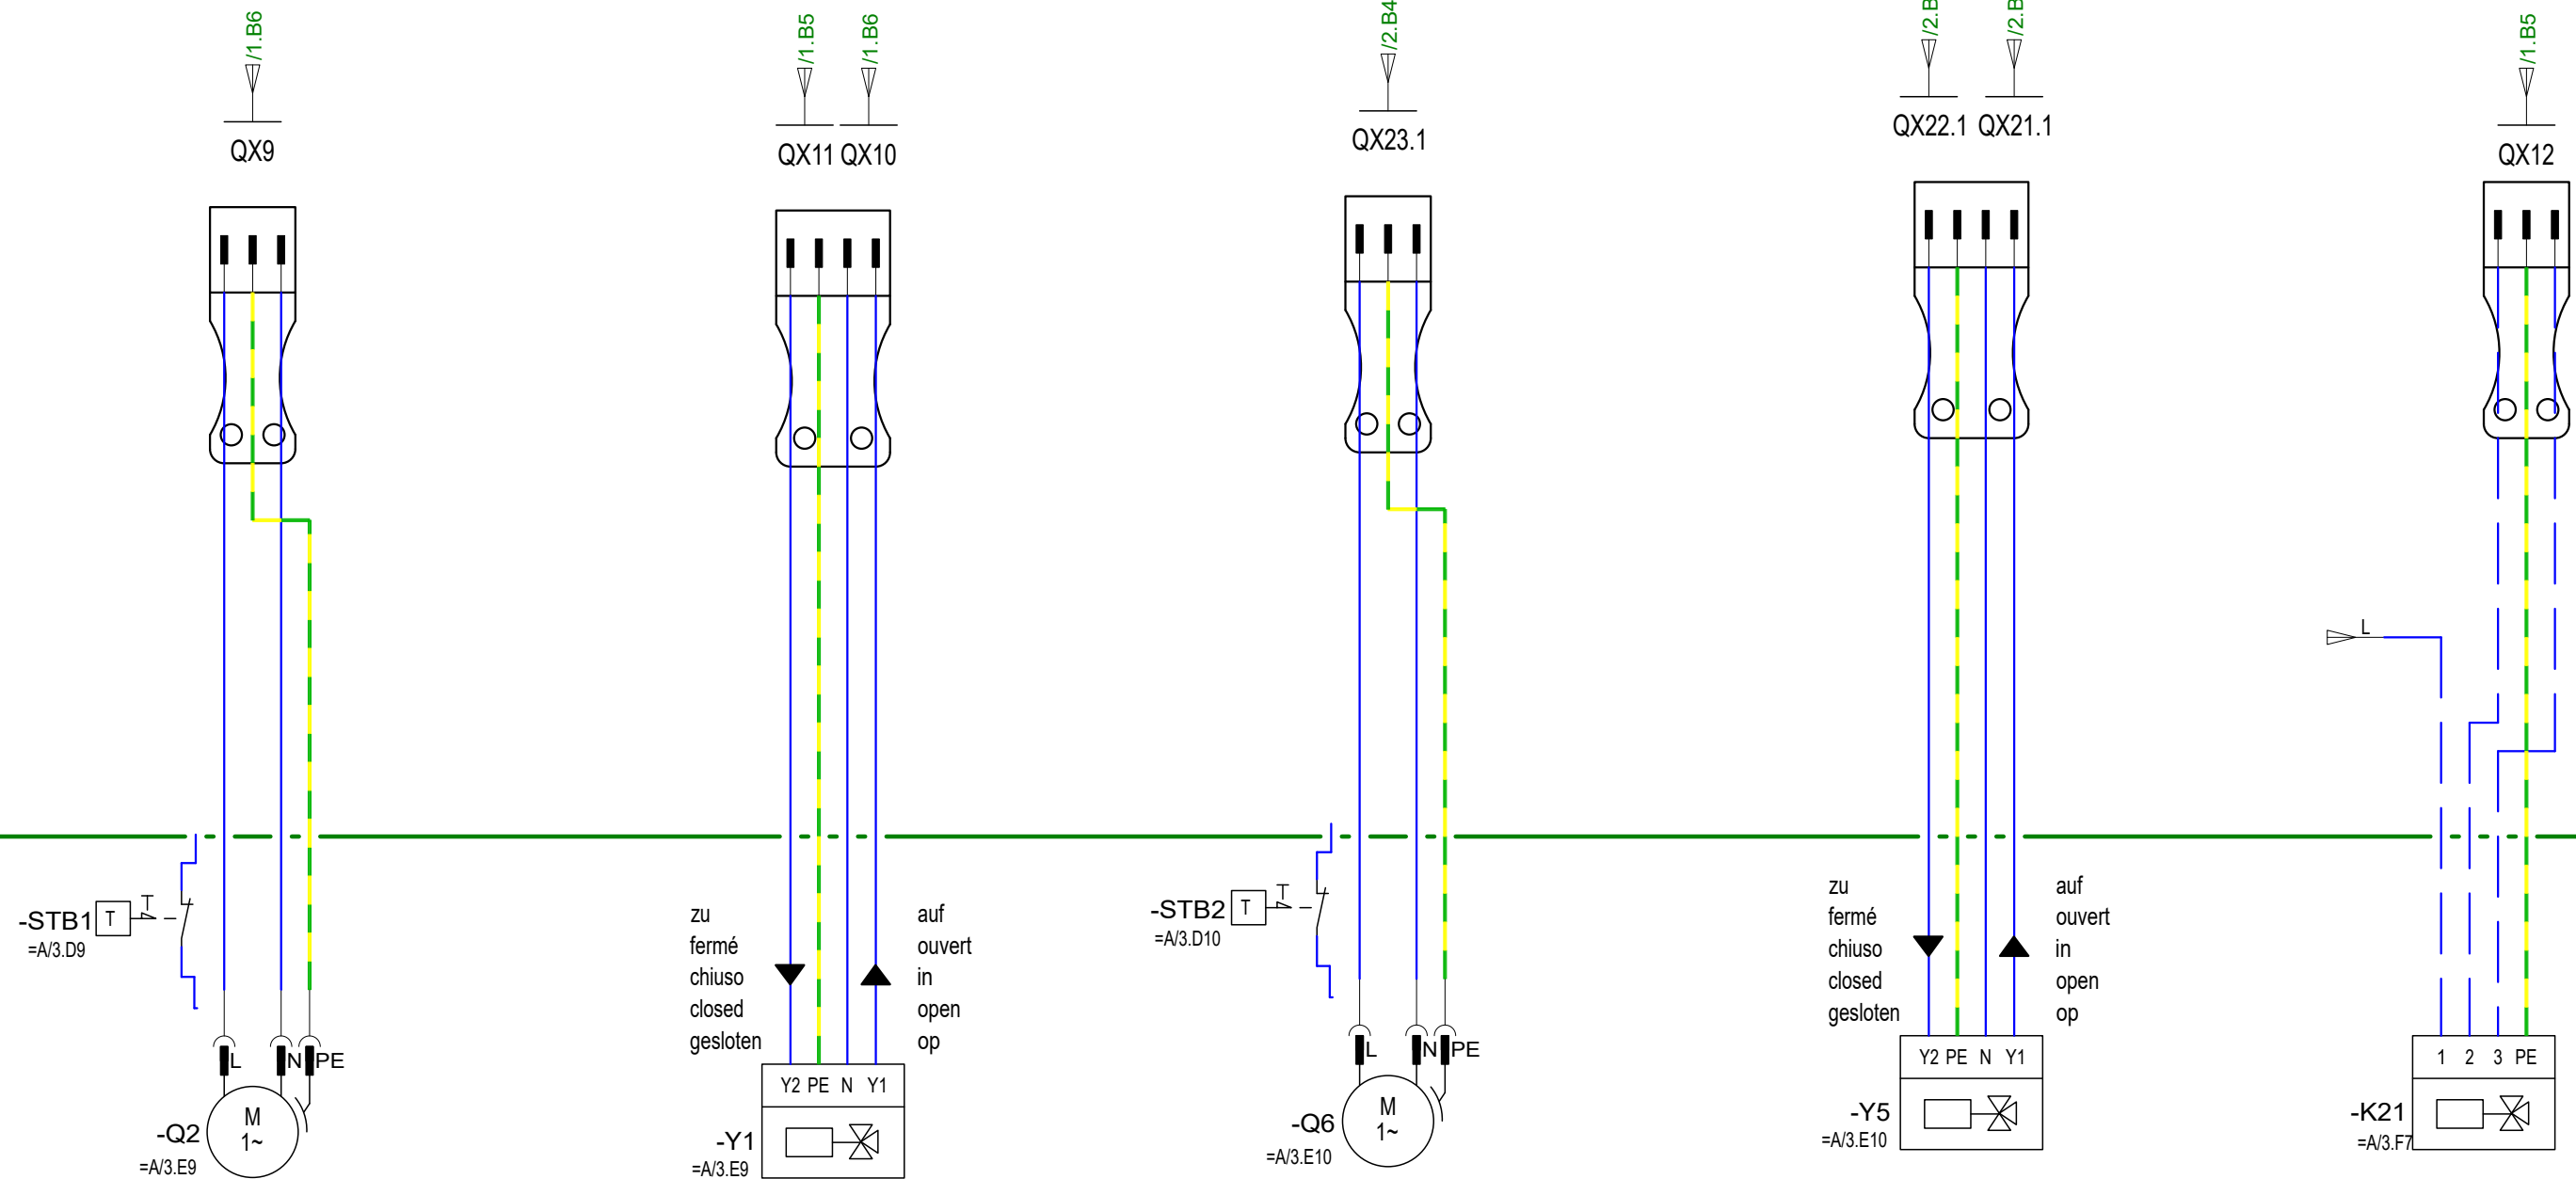 /1.B6
/1.B5
/1.B6
/2.B4
/2.B
/2.B
/1.B5
QX9
QX11 QX10
QX23.1
QX22.1 QX21.1
QX12
L
-STB1
T
T
=A/3.D9
zu
fermé
chiuso
closed
gesloten
auf
ouvert
in
open
op
-STB2
T
T
=A/3.D10
zu
fermé
chiuso
closed
gesloten
auf
ouvert
in
open
op
L N PE
M
1~
-Q2
=A/3.E9
Y2 PE N Y1
-Y1
=A/3.E9
L N PE
M
1~
-Q6
=A/3.E10
Y2 PE N Y1
-Y5
=A/3.E10
1 2 3 PE
-K21
=A/3.F7